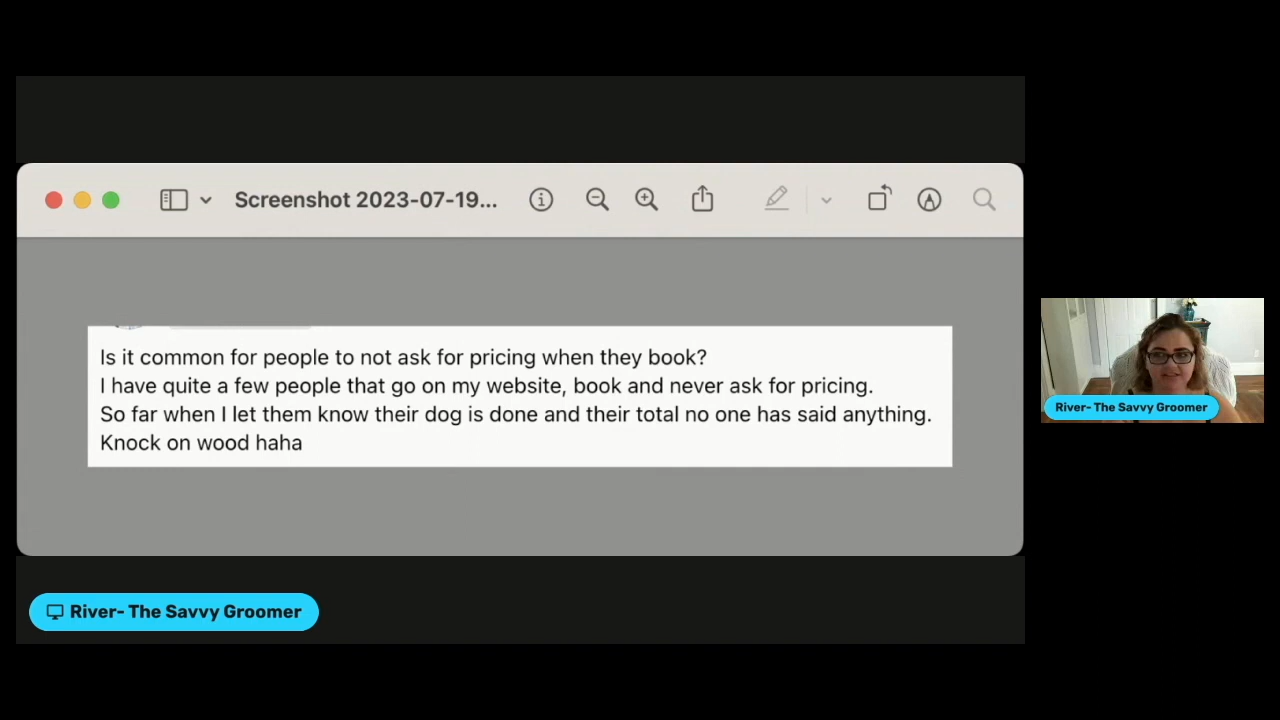 Screenshot 2023-07-19...
Is it common for people to not ask for pricing when they book?
I have quite a few people that go on my website, book and never ask for pricing.
So far when I let them know their dog is done and their total no one has said anything.
Knock on wood haha
River- The Savvy Groomer
River- The Savvy Groomer